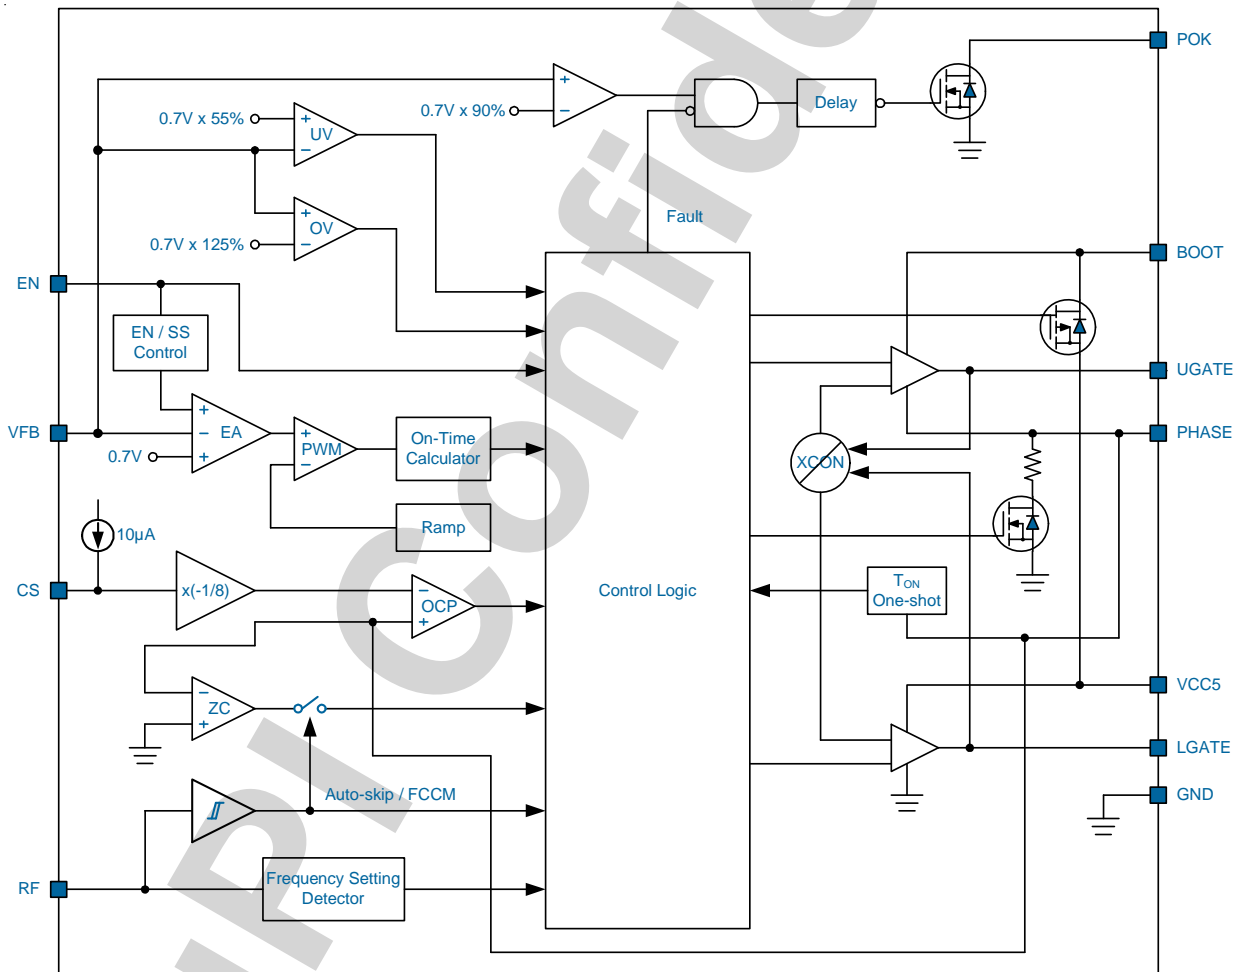 POK
0.7V x 90%
Delay
0.7V x 55%
UV
Fault
OV
0.7V x 125%
BOOT
EN
EN / SS
Control
UGATE
VFB
EA
PWM
On-Time
Calculator
PHASE
0.7V
XCON
Ramp
10µA
CS
x(-1/8)
OCP
Control Logic
TON
One-shot
ZC
VCC5
LGATE
Auto-skip / FCCM
GND
RF
Frequency Setting
Detector
uPI Confide